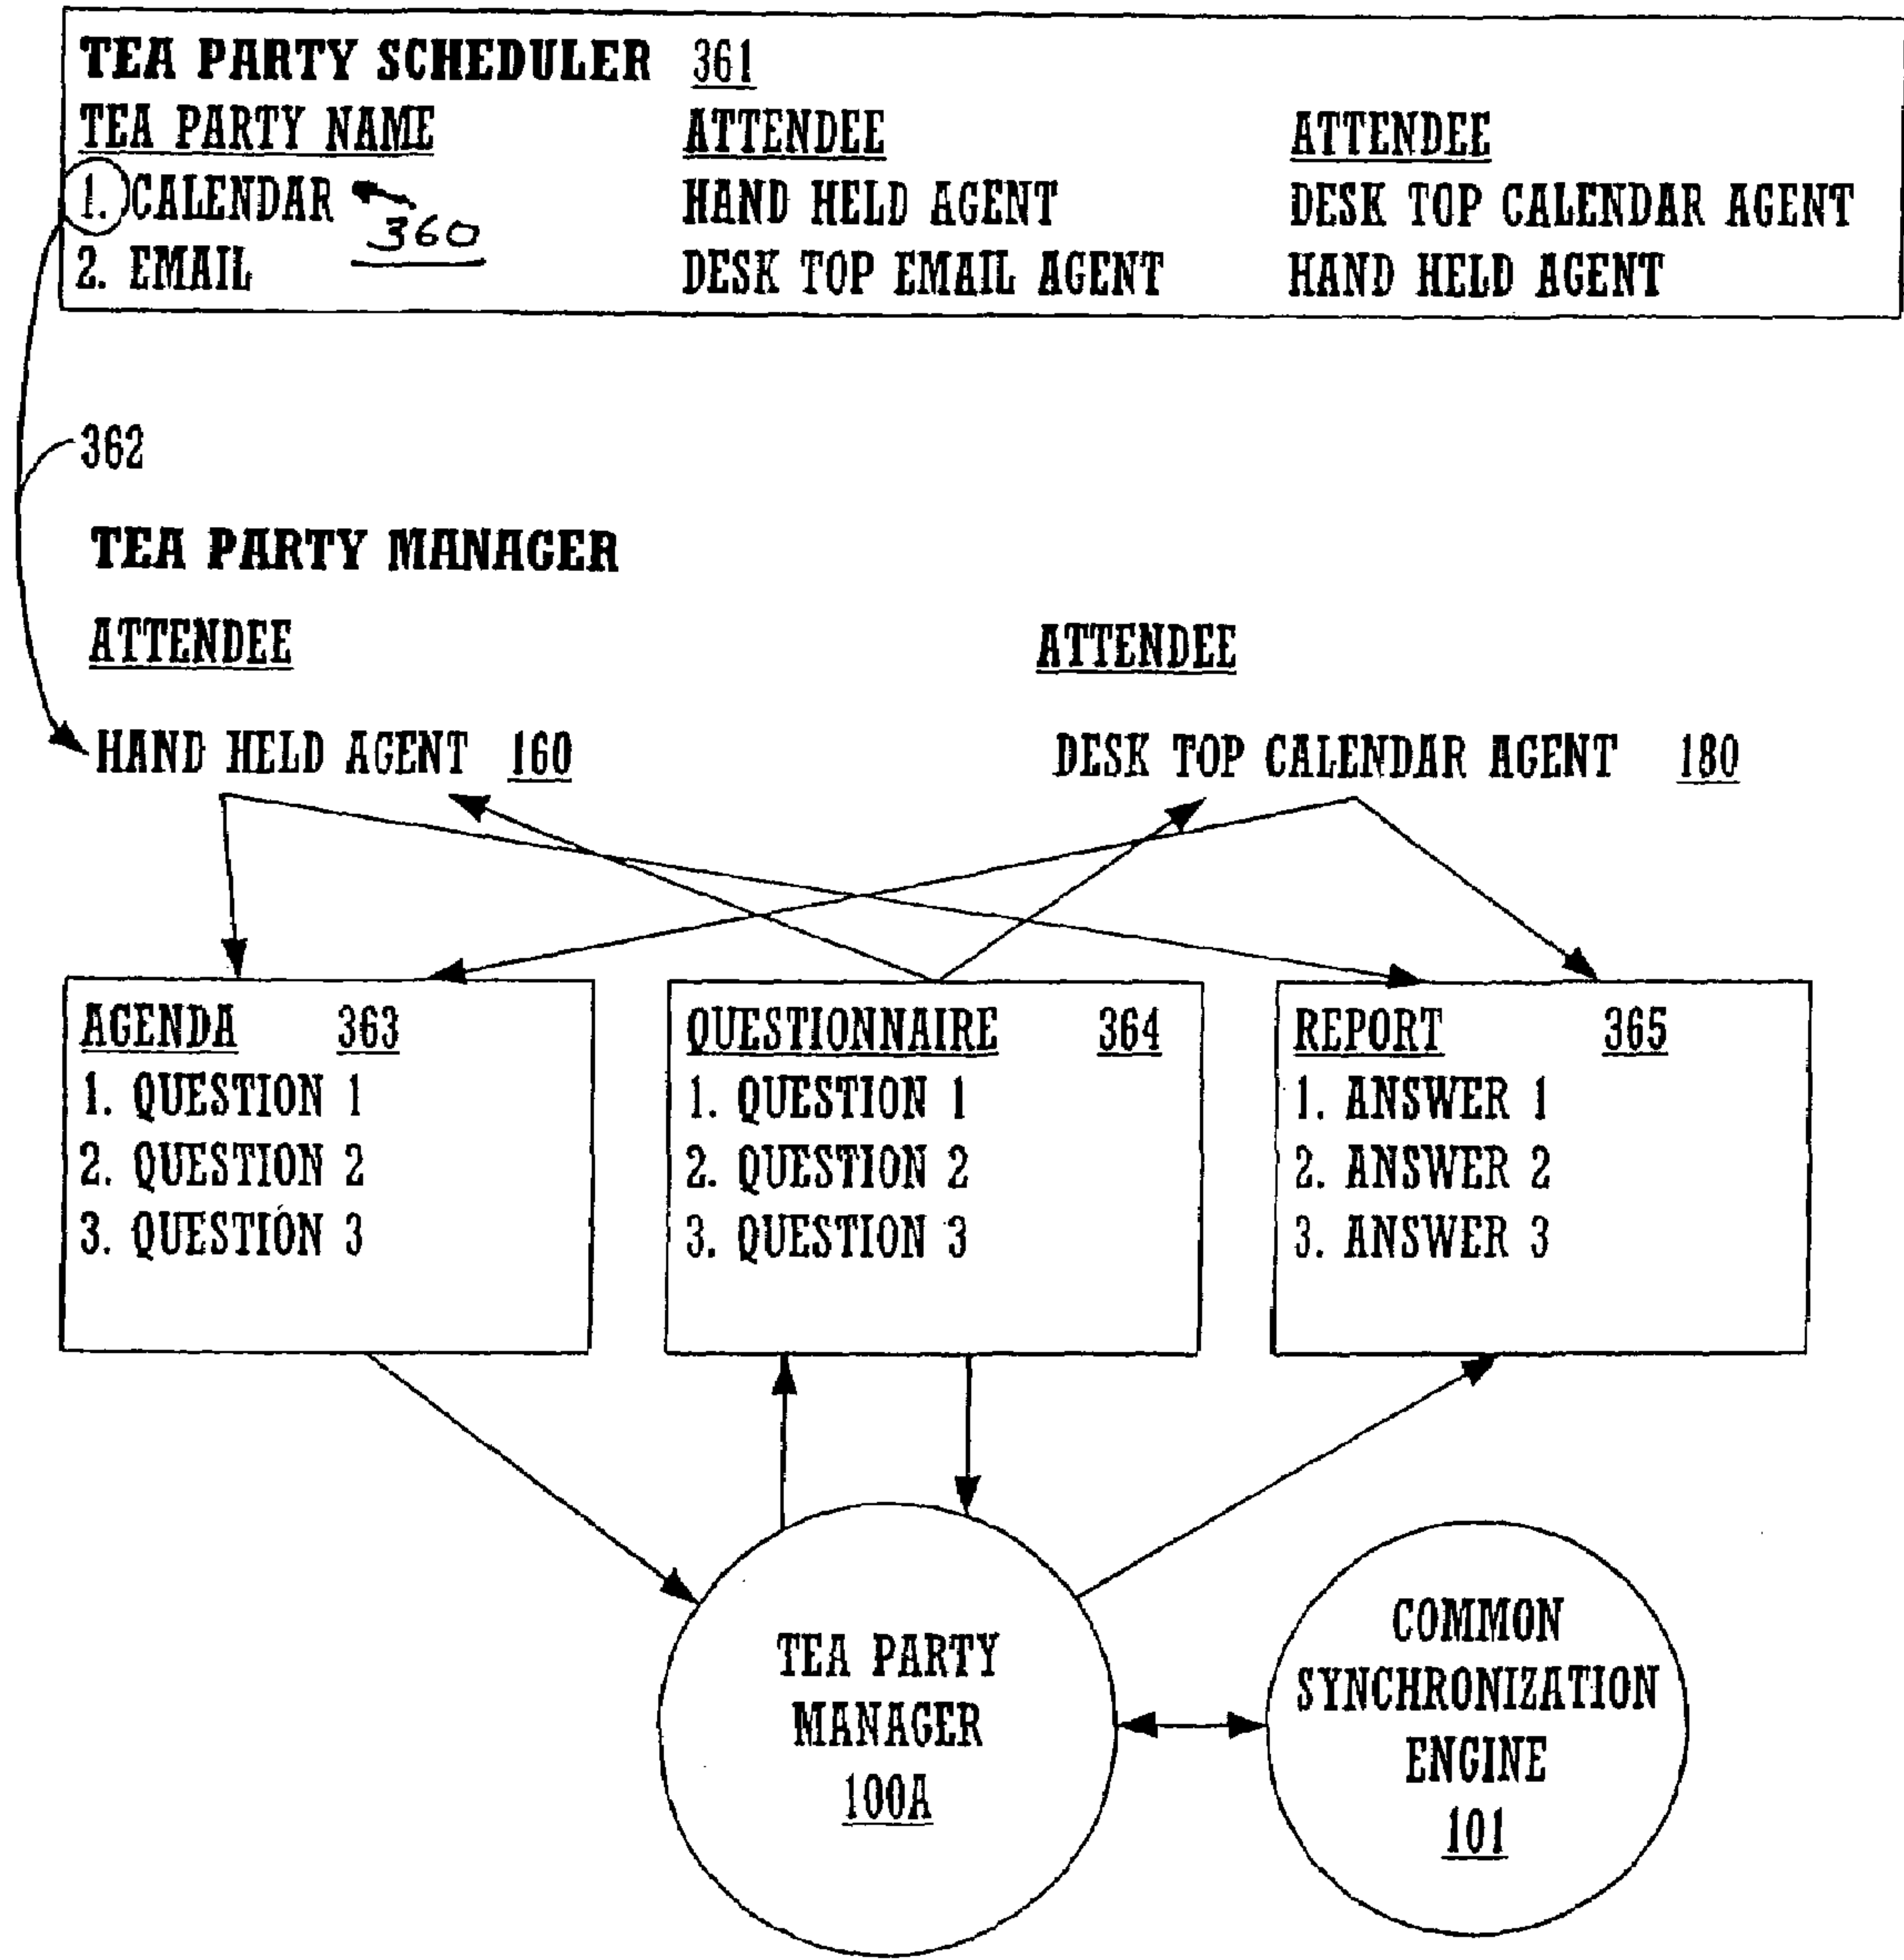 TEA PARTY SCHEDULER 361
TEA PARTY NAME ATTENDEE ATTENDEE
1. CALENDAR HAND HELD AGENT DESK TOP CALENDAR AGENT
360
2. EMAIL DESK TOP EMAIL AGENT HAND HELD AGENT
362
TEA PARTY MANAGER
ATTENDEE ATTENDEE
HAND HELD AGENT 160 DESK TOP CALENDAR AGENT 180
AGENDA 363
1. QUESTION 1
2. QUESTION 2
3. QUESTION 3
QUESTIONNAIRE 364
1. QUESTION 1
2. QUESTION 2
3. QUESTION 3
REPORT 365
1. ANSWER 1
2. ANSWER 2
3. ANSWER 3
TEA PARTY
MANAGER
100A
COMMON
SYNCHRONIZATION
ENGINE
101